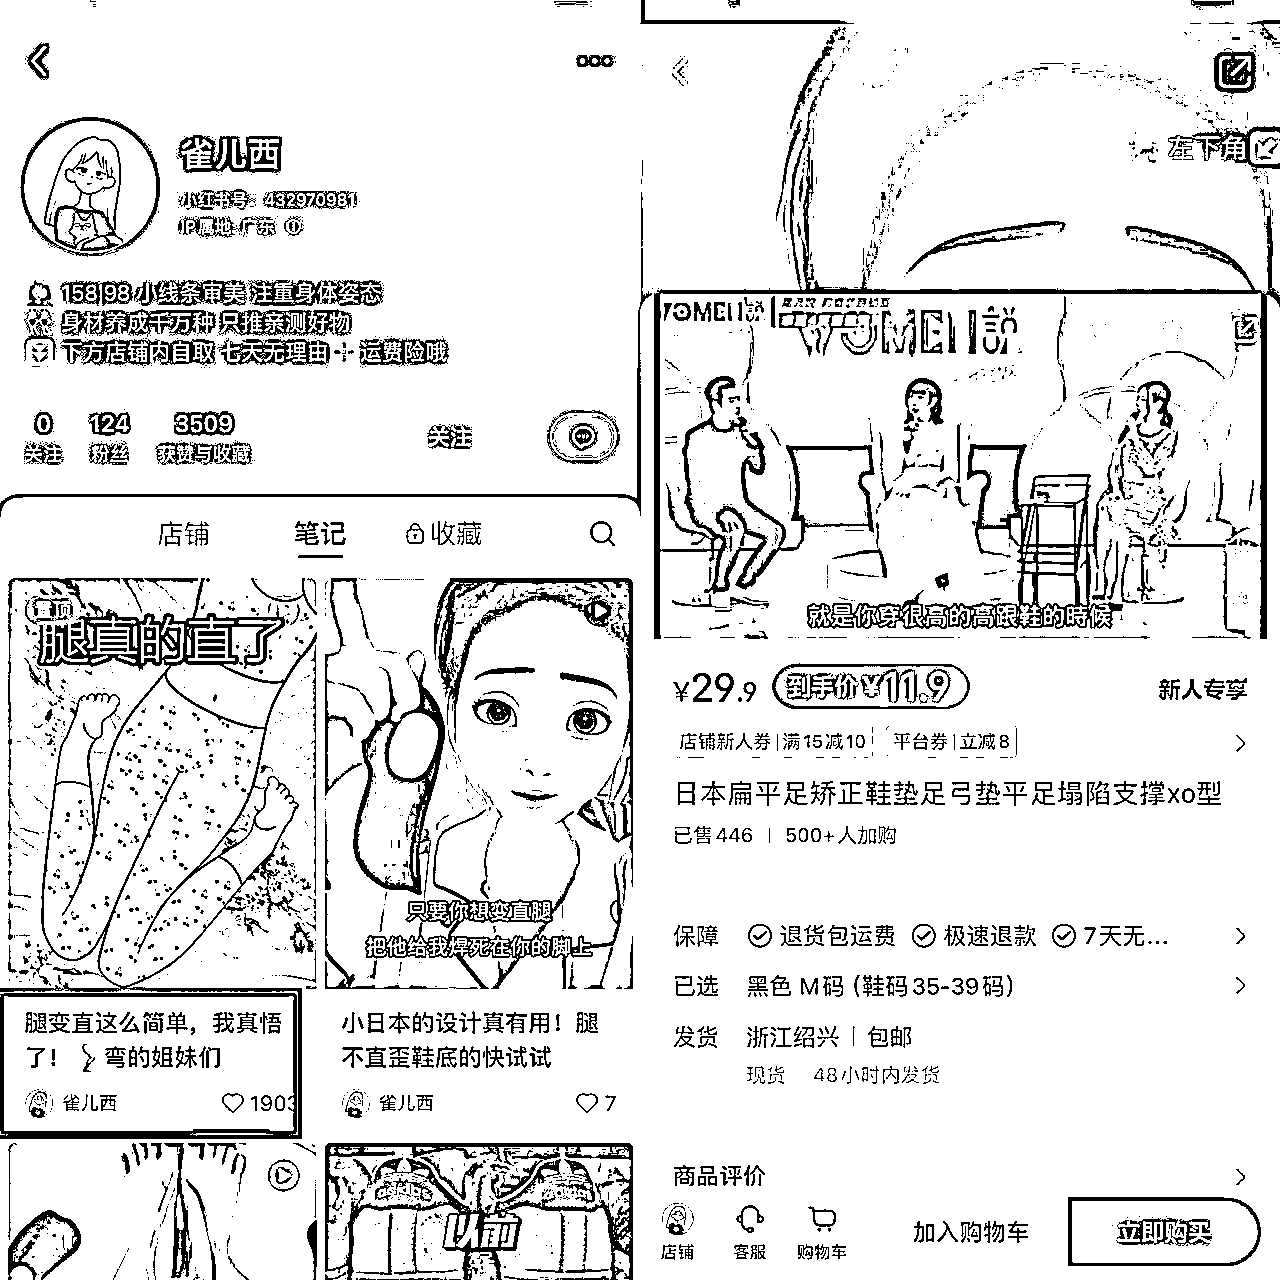 雀儿西
小红书号：432970981
IP属地：广东
158|98 小线条审美 注重身体姿态
身材养成千万种 只推亲测好物
下方店铺内自取 七天无理由＋运费险哦
0 124 3509
关注 粉丝 获赞与收藏
关注
店铺 笔记 收藏
置顶
腿真的直了
只要你想变直腿
把他给我焊死在你的脚上
腿变直这么简单，我真悟
了！ 弯的姐妹们
雀儿西 1903
小日本的设计真有用！腿
不直歪鞋底的快试试
雀儿西 7
以前
左下角
WOMEN説
WOMEN説
就是你穿很高的高跟鞋的時候
¥29.9 到手价¥11.9 新人专享
店铺新人券|满15减10 平台券|立减8
日本扁平足矫正鞋垫足弓垫平足塌陷支撑xo型
已售446 | 500+人加购
保障 退货包运费 极速退款 7天无...
已选 黑色 M码 (鞋码35-39码)
发货 浙江绍兴 | 包邮
现货 48小时内发货
商品评价
店铺 客服 购物车 加入购物车 立即购买